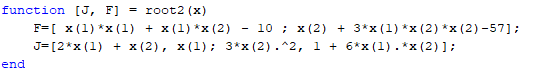 function [J, F] = root2(x)
F=[ x(1)*x(1) + x(1)*x(2) - 10 ; x(2) + 3*x(1)*x(2)*x(2)-57];
J=[2*x(1) + x(2), x(1); 3*x(2).^2, 1 + 6*x(1).*x(2)];
end